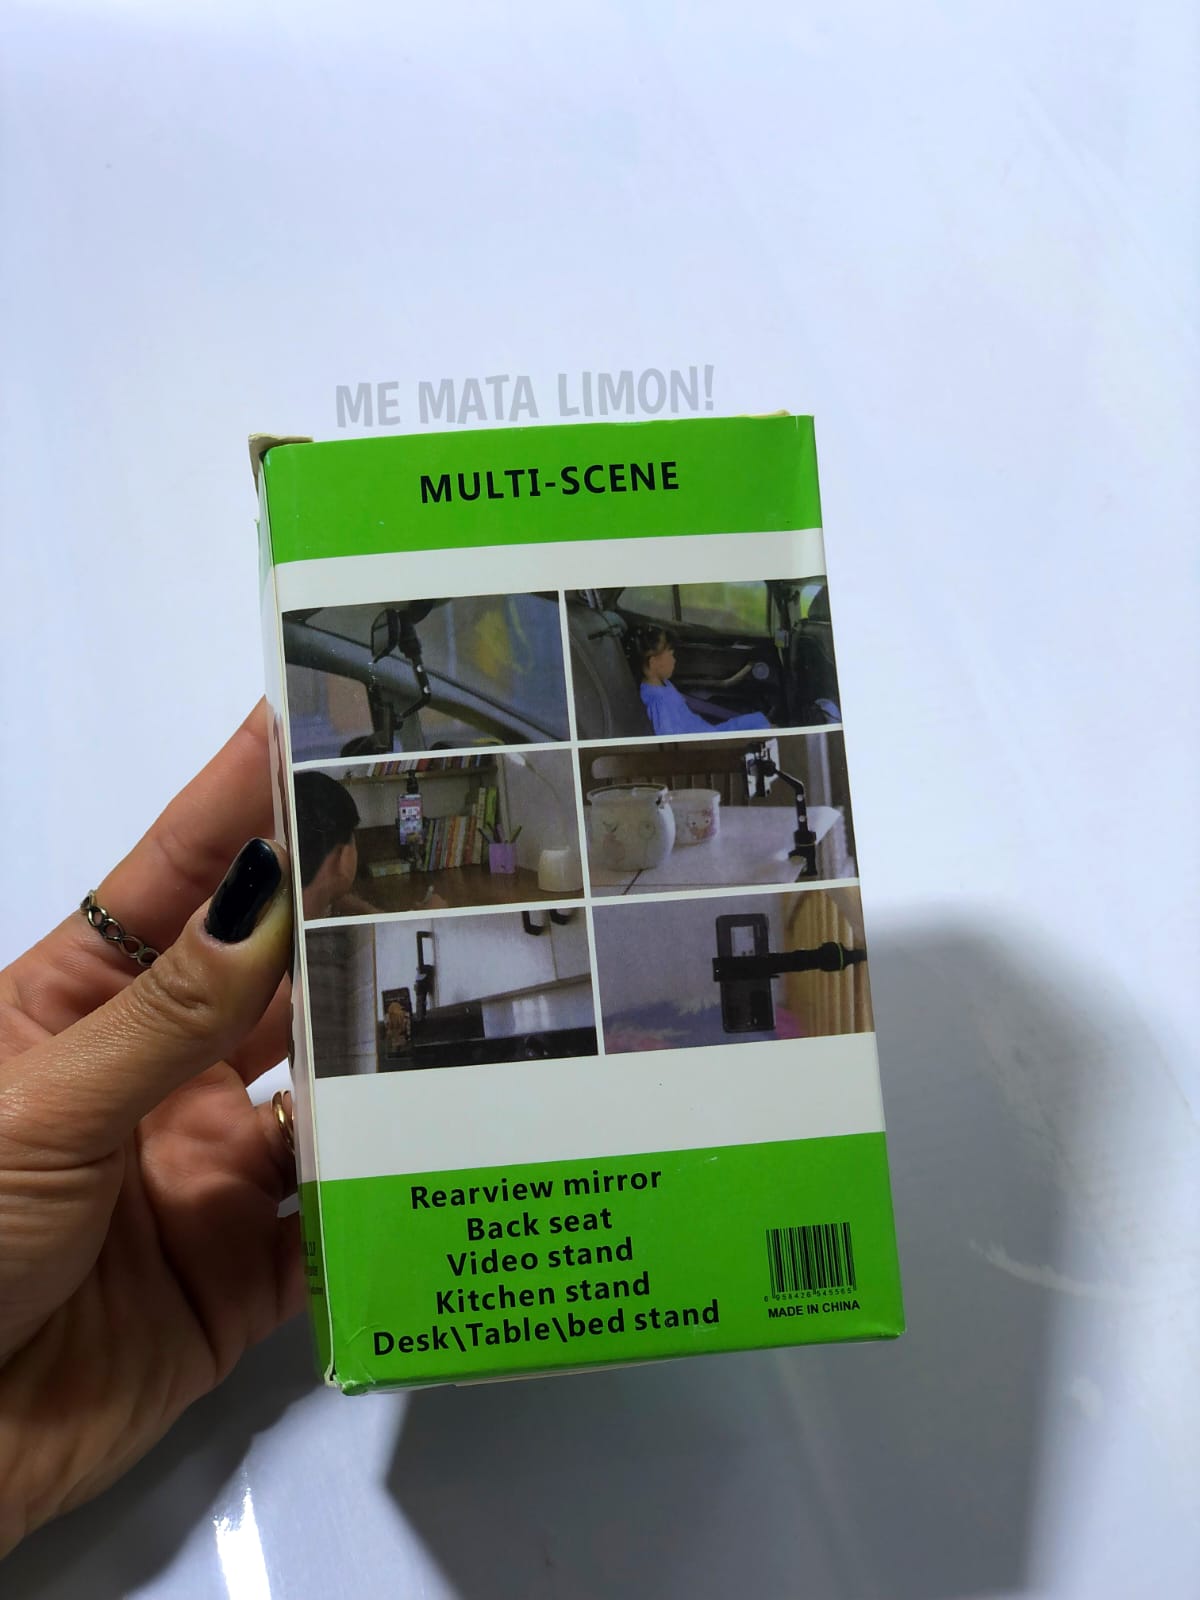 ME MATA LIMON!
MULTI-SCENE
Rearview mirror
Back seat
Video stand
Kitchen stand
Desk\Table\bed stand
6 958426 545565
MADE IN CHINA